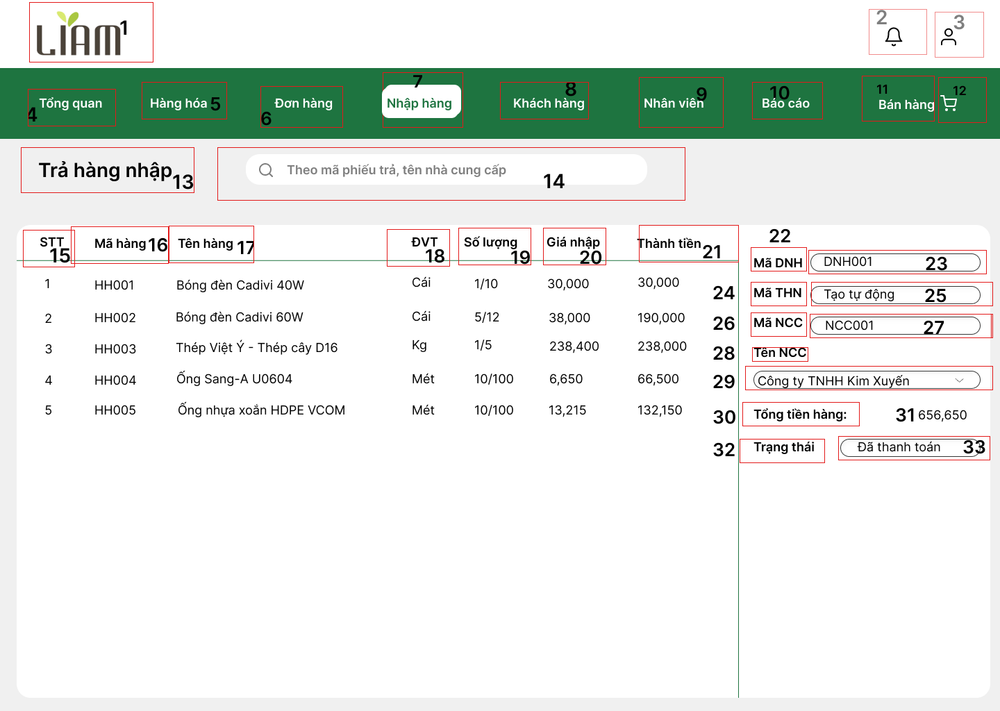 LIAM 1 2 3
4 Tổng quan Hàng hóa 5 6 Đơn hàng 7 Nhập hàng Khách hàng 8 Nhân viên 9 Báo cáo 10 11 Bán hàng 12
Trả hàng nhập 13 Theo mã phiếu trả, tên nhà cung cấp 14
STT 15 Mã hàng 16 Tên hàng 17 ĐVT 18 Số lượng 19 Giá nhập 20 Thành tiền 21
1 HH001 Bóng đèn Cadivi 40W Cái 1/10 30,000 30,000
2 HH002 Bóng đèn Cadivi 60W Cái 5/12 38,000 190,000
3 HH003 Thép Việt Ý - Thép cây D16 Kg 1/5 238,400 238,000
4 HH004 Ống Sang-A U0604 Mét 10/100 6,650 66,500
5 HH005 Ống nhựa xoắn HDPE VCOM Mét 10/100 13,215 132,150
22
Mã DNH DNH001 23
24 Mã THN Tạo tự động 25
26 Mã NCC NCC001 27
28 Tên NCC
29 Công ty TNHH Kim Xuyến
30 Tổng tiền hàng: 31 656,650
32 Trạng thái Đã thanh toán 33